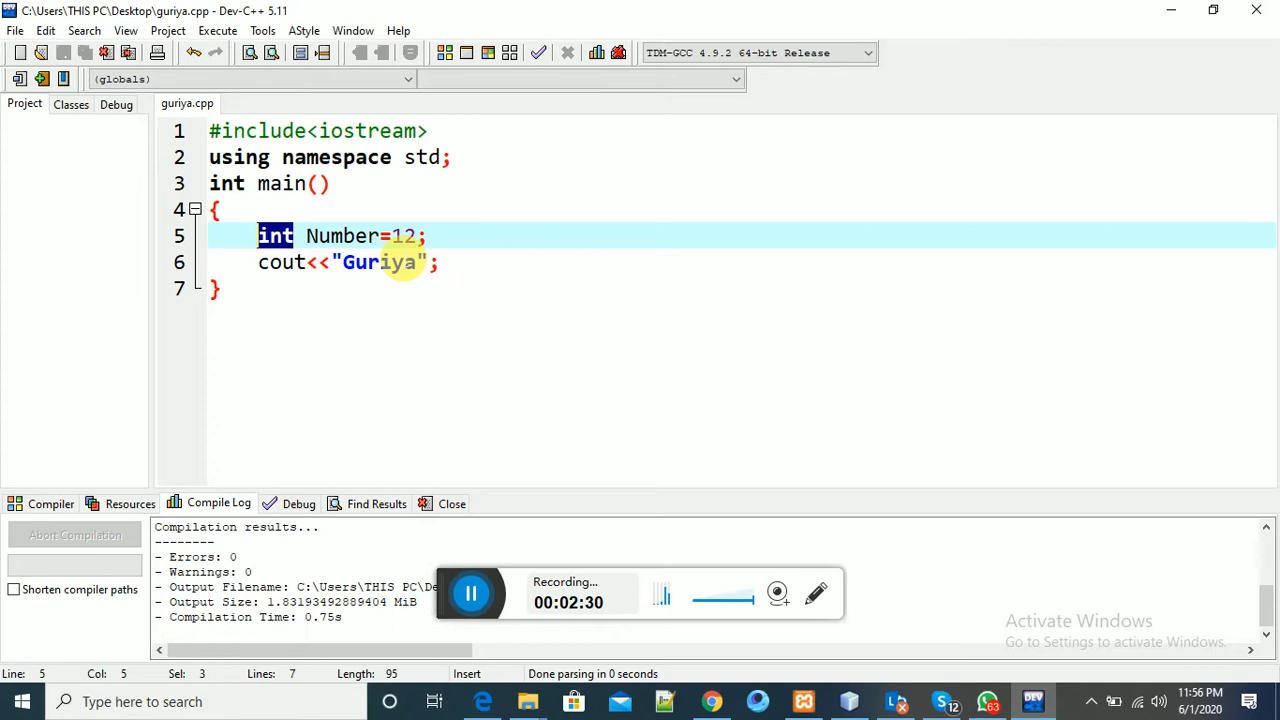 C:\Users\THIS PC\Desktop\guriya.cpp - Dev-C++ 5.11
File Edit Search View Project Execute Tools AStyle Window Help
TDM-GCC 4.9.2 64-bit Release
(globals)
Project Classes Debug guriya.cpp
1 #include<iostream>
2 using namespace std;
3 int main()
4 {
5 int Number=12;
6 cout<<"Guriya";
7 }
Compiler Resources Compile Log Debug Find Results Close
Abort Compilation
Shorten compiler paths
Compilation results...
--------
- Errors: 0
- Warnings: 0
- Output Filename: C:\Users\THIS PC\De
- Output Size: 1.83193492889404 MiB
- Compilation Time: 0.75s
Recording...
00:02:30
Activate Windows
Go to Settings to activate Windows.
Line: 5 Col: 5 Sel: 3 Lines: 7 Length: 95 Insert Done parsing in 0 seconds
Type here to search
12
63
DEV
11:56 PM
6/1/2020